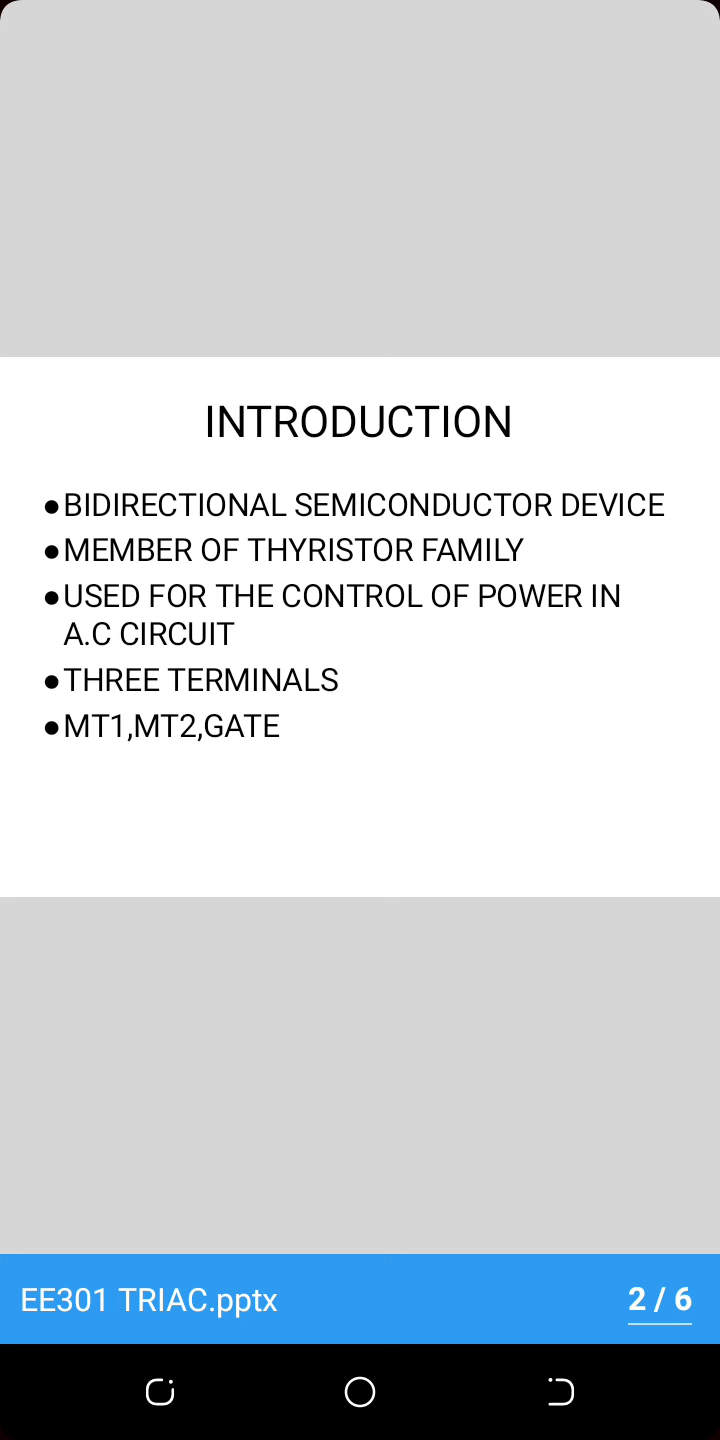 INTRODUCTION
●BIDIRECTIONAL SEMICONDUCTOR DEVICE
●MEMBER OF THYRISTOR FAMILY
●USED FOR THE CONTROL OF POWER IN
A.C CIRCUIT
●THREE TERMINALS
●MT1,MT2,GATE
EE301 TRIAC.pptx
2 / 6